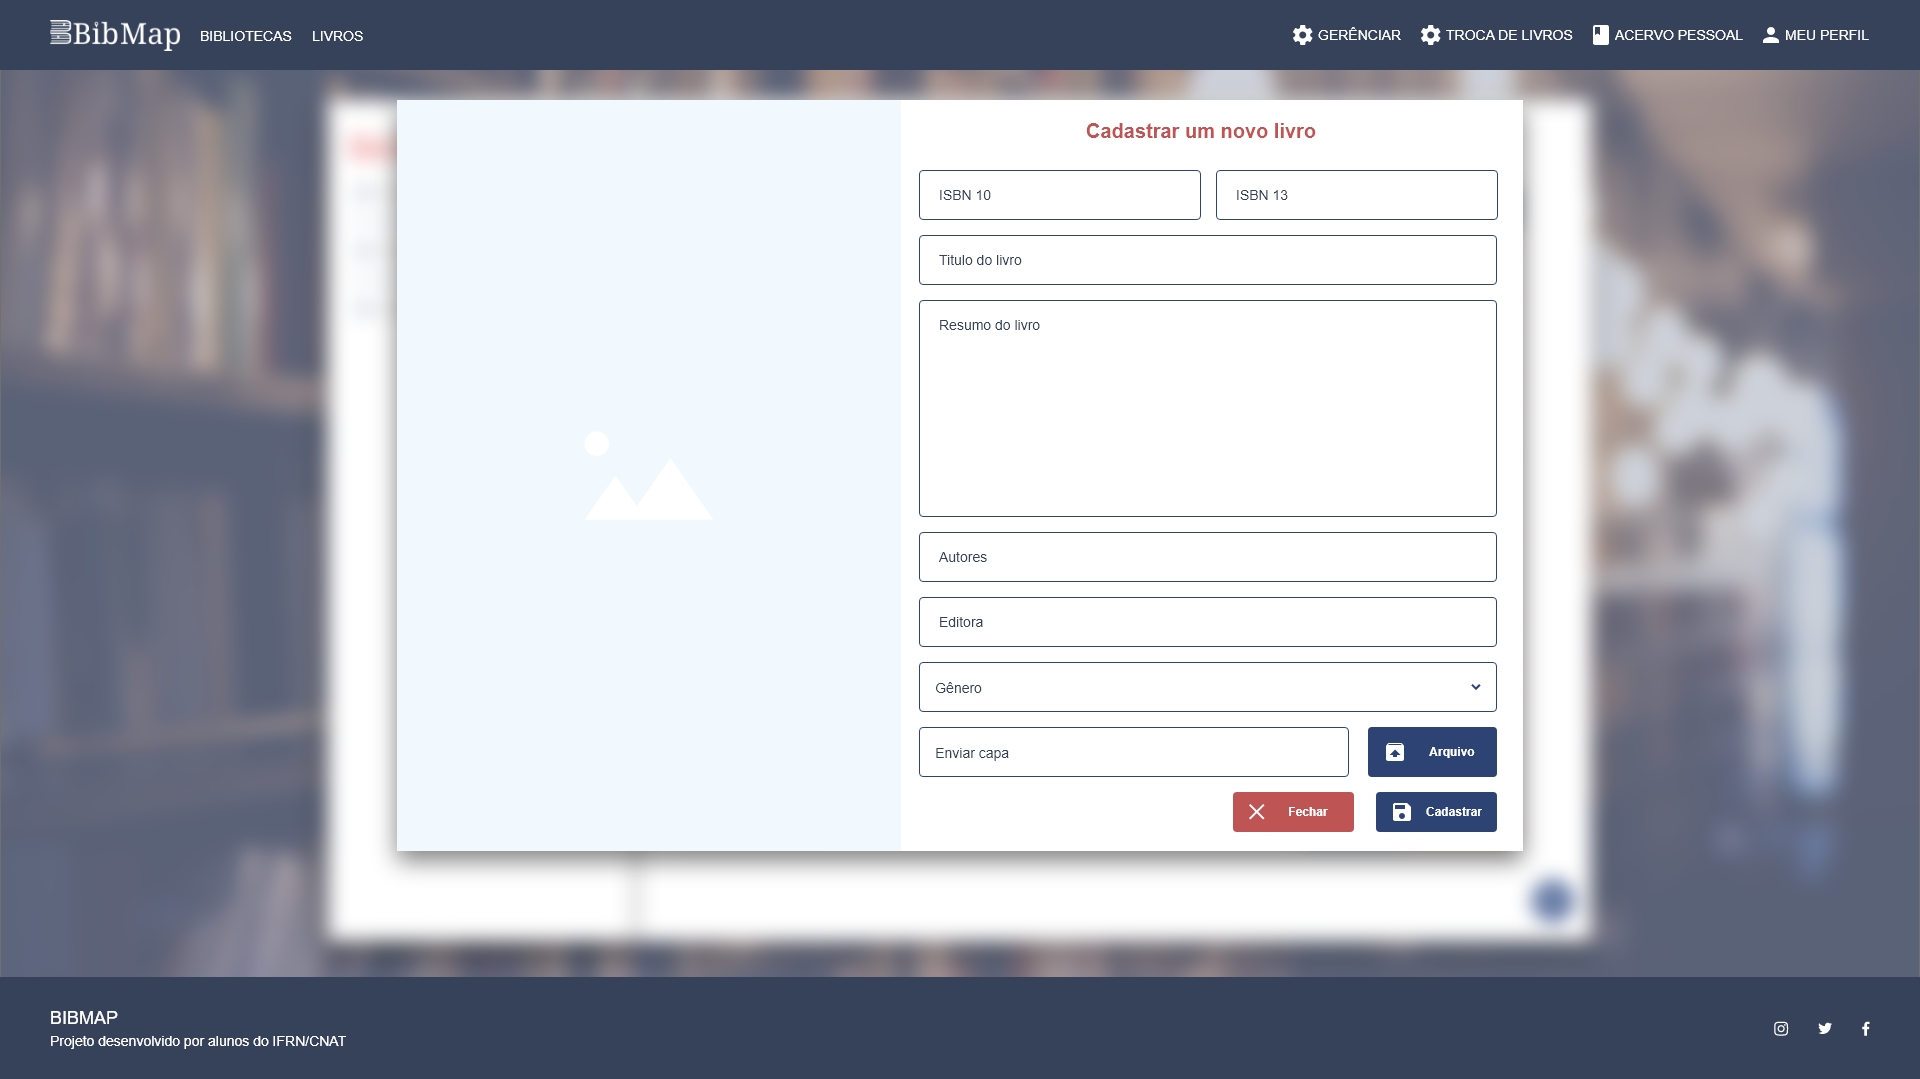 BibMap BIBLIOTECAS LIVROS GERÊNCIAR TROCA DE LIVROS ACERVO PESSOAL MEU PERFIL
Cadastrar um novo livro
ISBN 10 ISBN 13
Titulo do livro
Resumo do livro
Autores
Editora
Gênero
Enviar capa Arquivo
Fechar Cadastrar
BIBMAP
Projeto desenvolvido por alunos do IFRN/CNAT